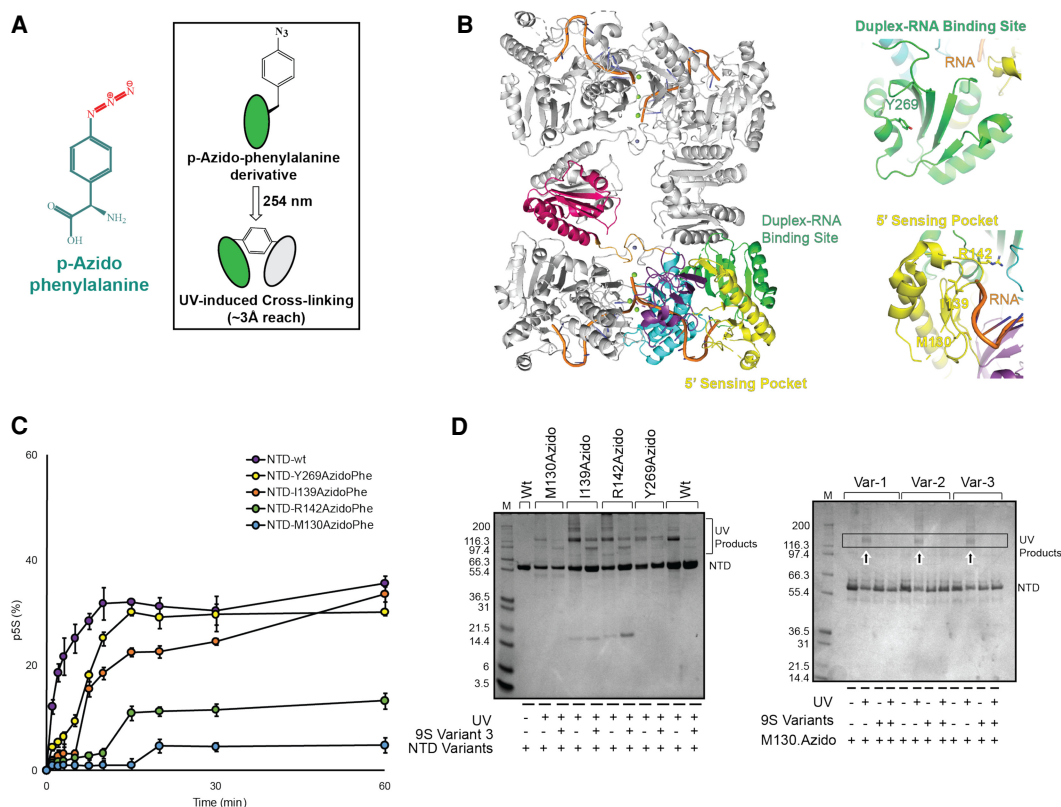 A
N N N
⊕ ⊖
O
NH₂
OH
p-Azido
phenylalanine
N₃
p-Azido-phenylalanine
derivative
254 nm
UV-induced Cross-linking
(~3Å reach)
B
Duplex-RNA
Binding Site
5′ Sensing Pocket
Duplex-RNA Binding Site
RNA
Y269
5′ Sensing Pocket
R142
RNA
C
60
40
20
0
p5S (%)
0 30 60
Time (min)
NTD-wt
NTD-Y269AzidoPhe
NTD-I139AzidoPhe
NTD-R142AzidoPhe
NTD-M130AzidoPhe
D
M
Wt
M130Azido
I139Azido
R142Azido
Y269Azido
Wt
200
116.3
97.4
66.3
55.4
36.5
31
21.5
14.4
6
3.5
UV
Products
NTD
UV - + + + + + + + + + +
9S Variant 3 - - + - + - + - + - +
NTD Variants + + + + + + + + + + +
M
Var-1 Var-2 Var-3
200
116.3
97.4
66.3
55.4
36.5
31
21.5
14.4
UV
Products
NTD
UV - + - + - + - + - + - +
9S Variants - - + + - - + + - - + +
M130.Azido + + + + + + + + + + + +